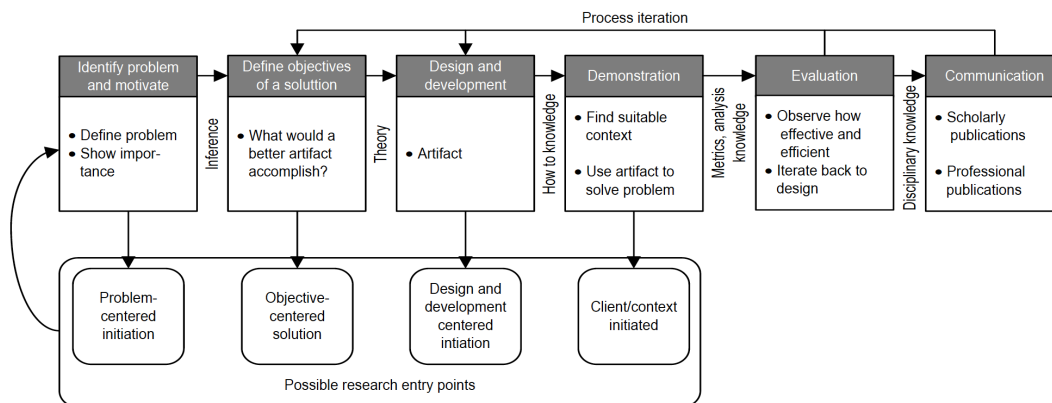 Process iteration
Identify problem
and motivate
Define objectives
of a solution
Design and
development
Demonstration
Evaluation
Communication
• Define problem
• Show impor-
tance
Inference
• What would a
better artifact
accomplish?
Theory
• Artifact
How to knowledge
• Find suitable
context
• Use artifact to
solve problem
Metrics, analysis
knowledge
• Observe how
effective and
efficient
• Iterate back to
design
Disciplinary knowledge
• Scholarly
publications
• Professional
publications
Problem-
centered
initiation
Objective-
centered
solution
Design and
development
centered
intiation
Client/context
initiated
Possible research entry points